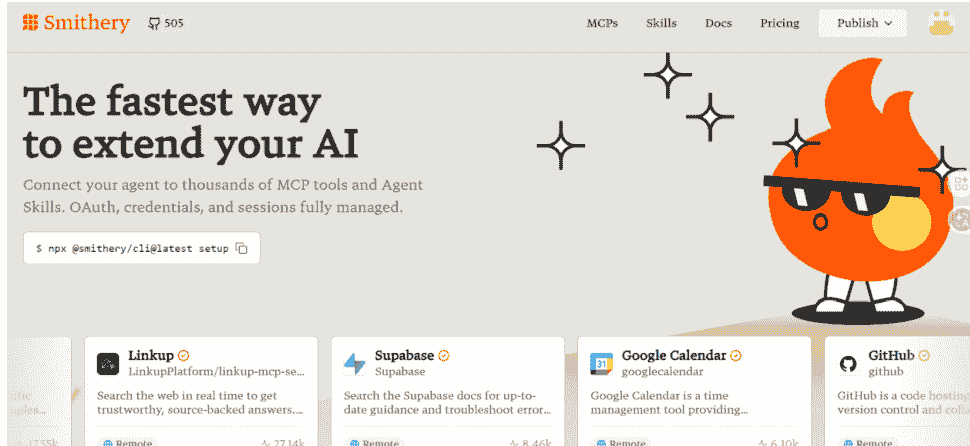 Smithery
505
MCPs
Skills
Docs
Pricing
Publish
The fastest way
to extend your AI
Connect your agent to thousands of MCP tools and Agent
Skills. OAuth, credentials, and sessions fully managed.
$ npx @smithery/cli@latest setup
Linkup
LinkupPlatform/linkup-mcp-se...
Search the web in real time to get
trustworthy, source-backed answers....
Remote
27.14k
Supabase
Supabase
Search the Supabase docs for up-to-
date guidance and troubleshoot error...
Remote
8.46k
Google Calendar
googlecalendar
Google Calendar is a time
management tool providing...
Remote
6.10k
GitHub
github
GitHub is a code hosting
version control and
Remote